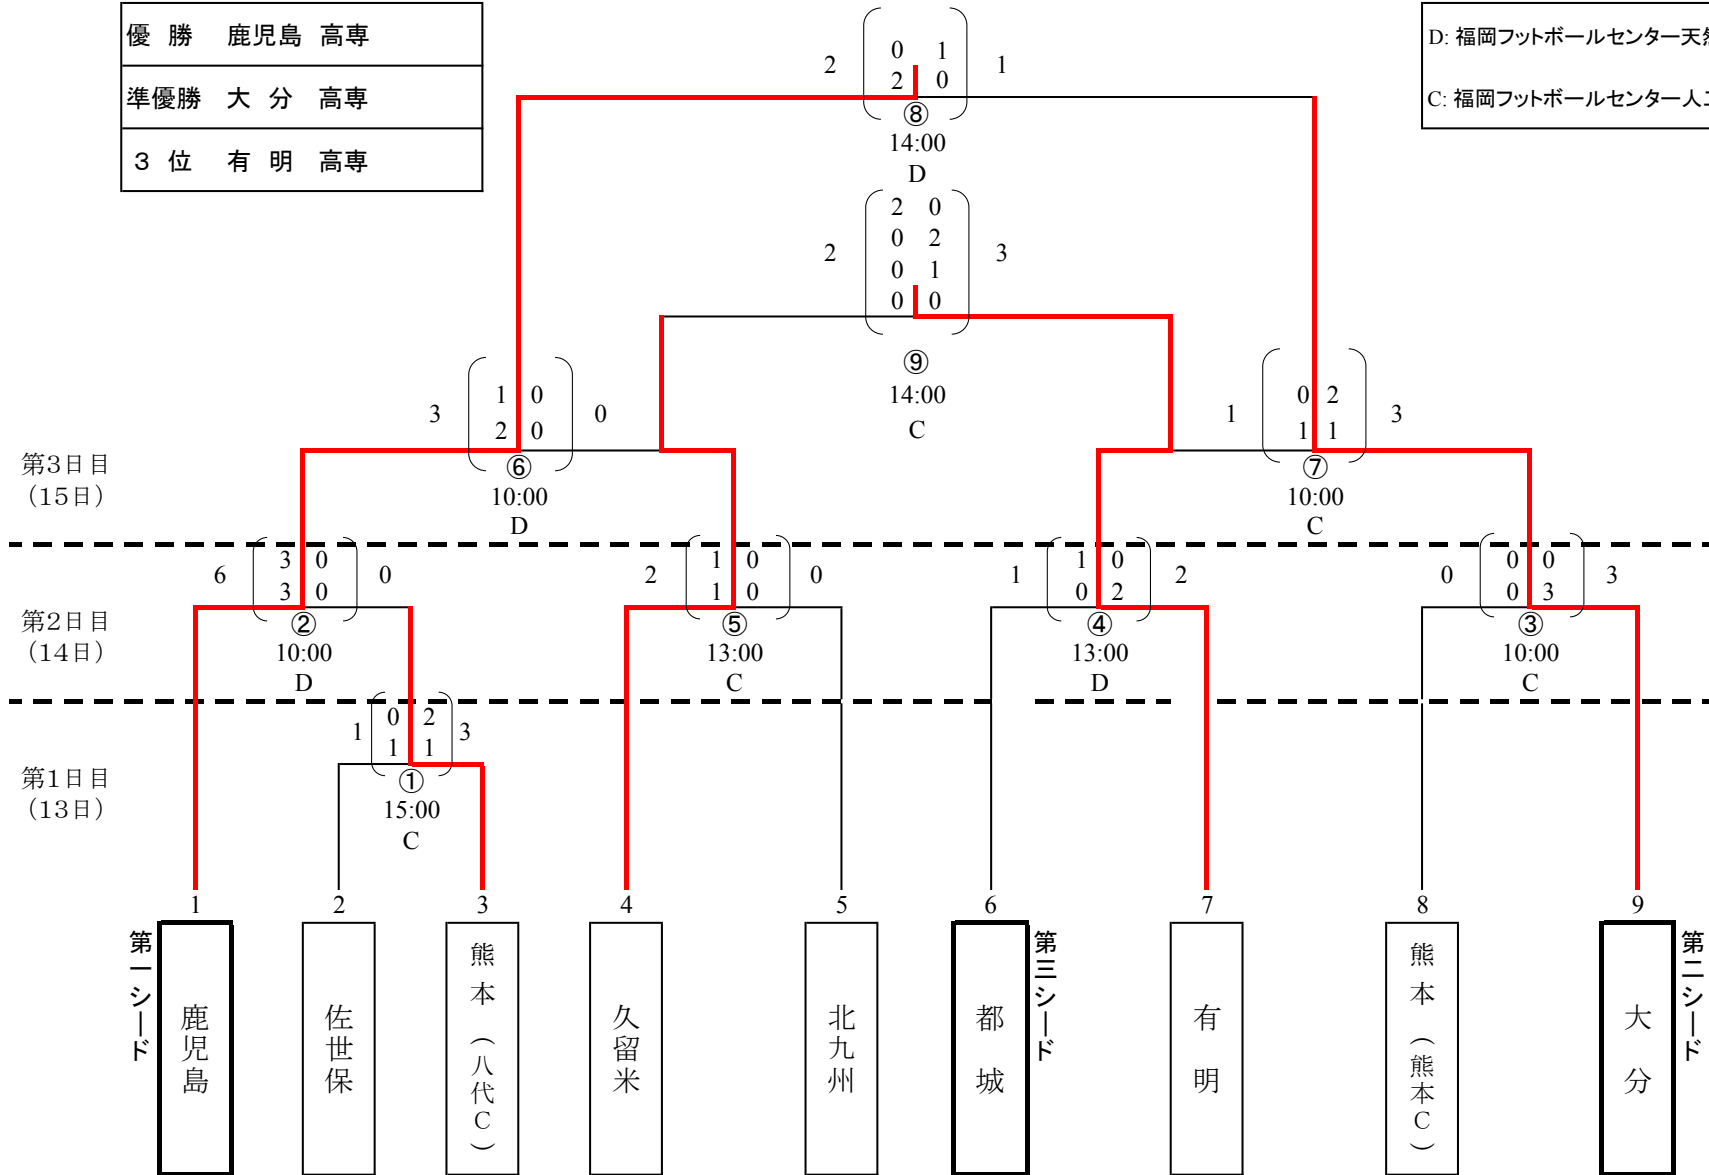 優 勝 鹿児島 高専
準優勝 大 分 高専
3 位 有 明 高専
D: 福岡フットボールセンター天
C: 福岡フットボールセンター人
2 0 1 1
2 0
⑧
14:00
D
2 0
2 0 2 3
0 1
0 0
⑨
14:00
C
3 1 0 0
2 0
⑥
10:00
D
1 0 2 3
1 1
⑦
10:00
C
第3日目
(15日)
6 3 0 0
3 0
②
10:00
D
2 1 0 0
1 0
⑤
13:00
C
1 1 0 2
0 2
④
13:00
D
0 0 0 3
0 3
③
10:00
C
第2日目
(14日)
1 0 2 3
1 1
①
15:00
C
第1日目
(13日)
1 2 3 4 5 6 7 8 9
第一シード
鹿児島
佐世保
熊本(八代C)
久留米
北九州
都城
第三シード
有明
熊本(熊本C)
大分
第二シード